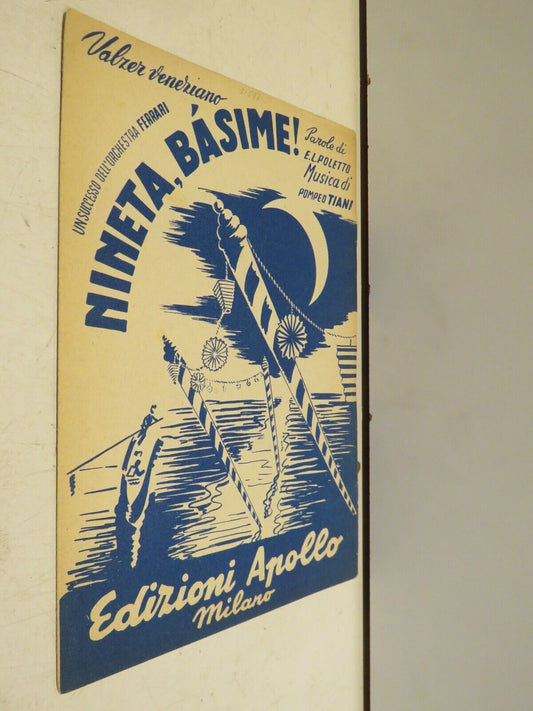 Valzer veneziano
UN SUCCESSO DELL'ORCHESTRA FERRARI
NINETA, BÁSIME!
Parole di
E.L. POLETTO
Musica di
POMPEO TIANI
Edizioni Apollo
Milano